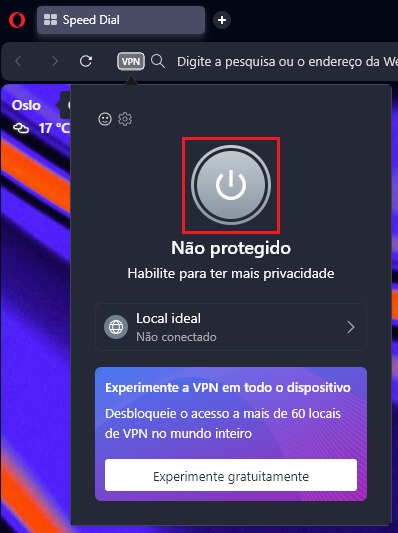 Speed Dial
VPN
Digite a pesquisa ou o endereço da We
Oslo
17 °C
Não protegido
Habilite para ter mais privacidade
Local ideal
Não conectado
Experimente a VPN em todo o dispositivo
Desbloqueie o acesso a mais de 60 locais
de VPN no mundo inteiro
Experimente gratuitamente